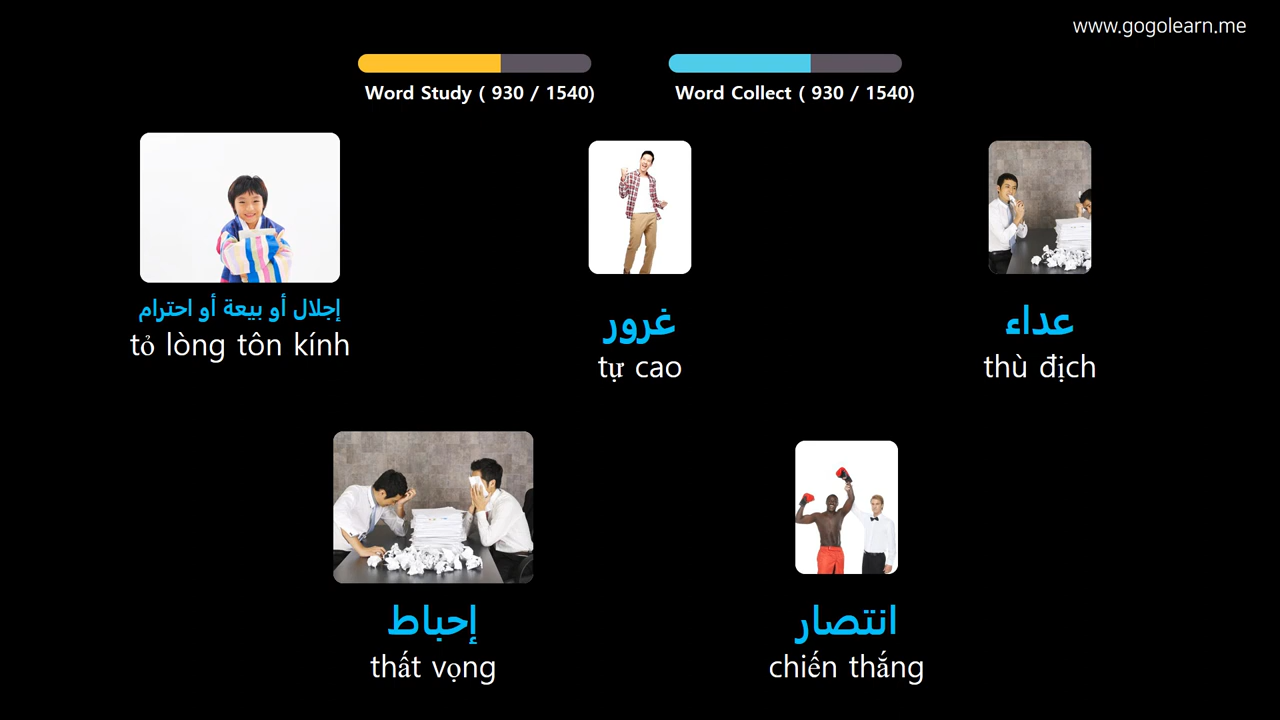 www.gogolearn.me
Word Study ( 930 / 1540)
Word Collect ( 930 / 1540)
إجلال أو بيعة أو احترام
tỏ lòng tôn kính
غرور
tự cao
عداء
thù địch
إحباط
thất vọng
انتصار
chiến thắng